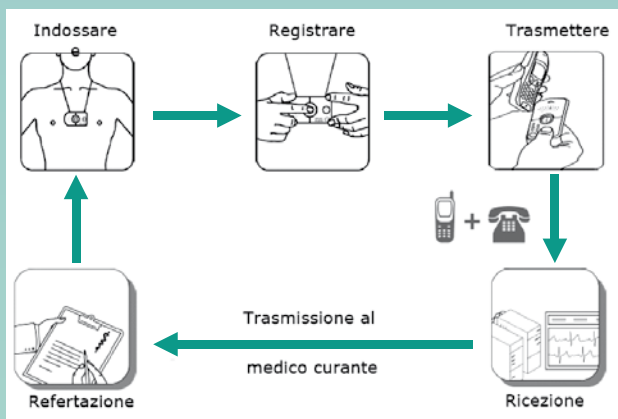 Indossare
e
Registrare
Trasmettere
+
Trasmissione al
medico curante
Refertazione
Ricezione